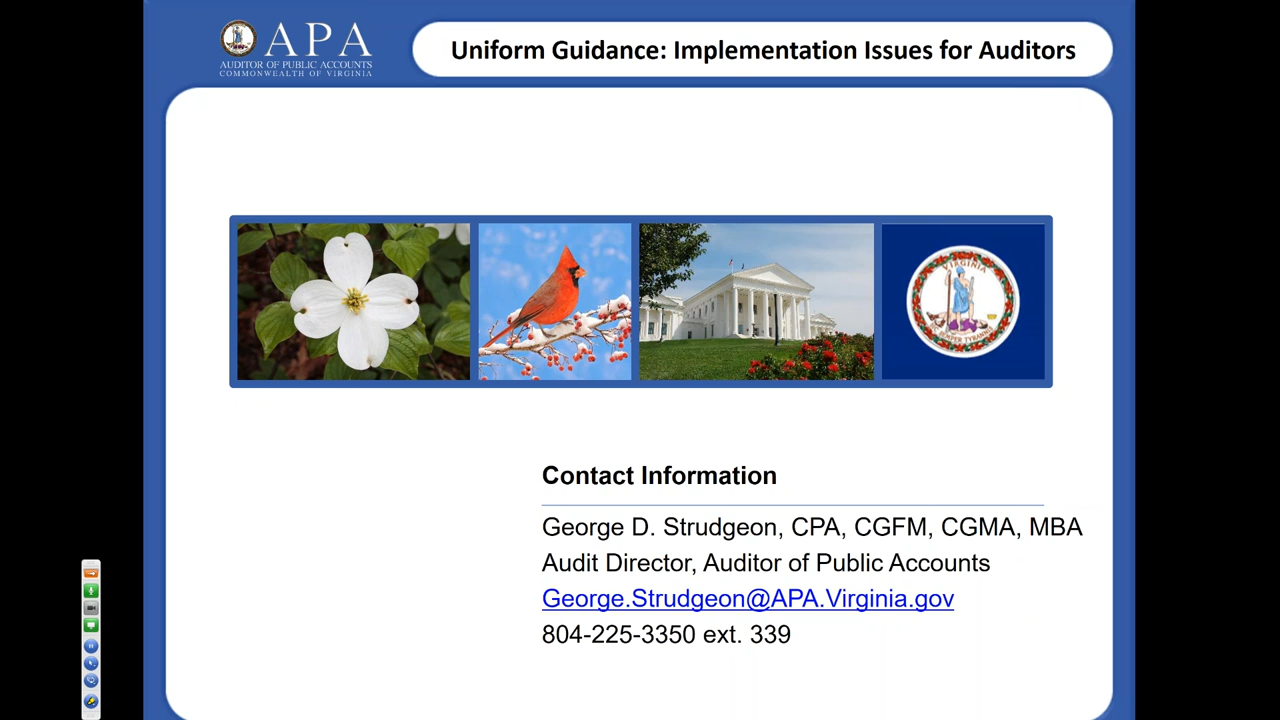 APA
AUDITOR OF PUBLIC ACCOUNTS
COMMONWEALTH OF VIRGINIA
Uniform Guidance: Implementation Issues for Auditors
VIRGINIA
Contact Information
George D. Strudgeon, CPA, CGFM, CGMA, MBA
Audit Director, Auditor of Public Accounts
George.Strudgeon@APA.Virginia.gov
804-225-3350 ext. 339